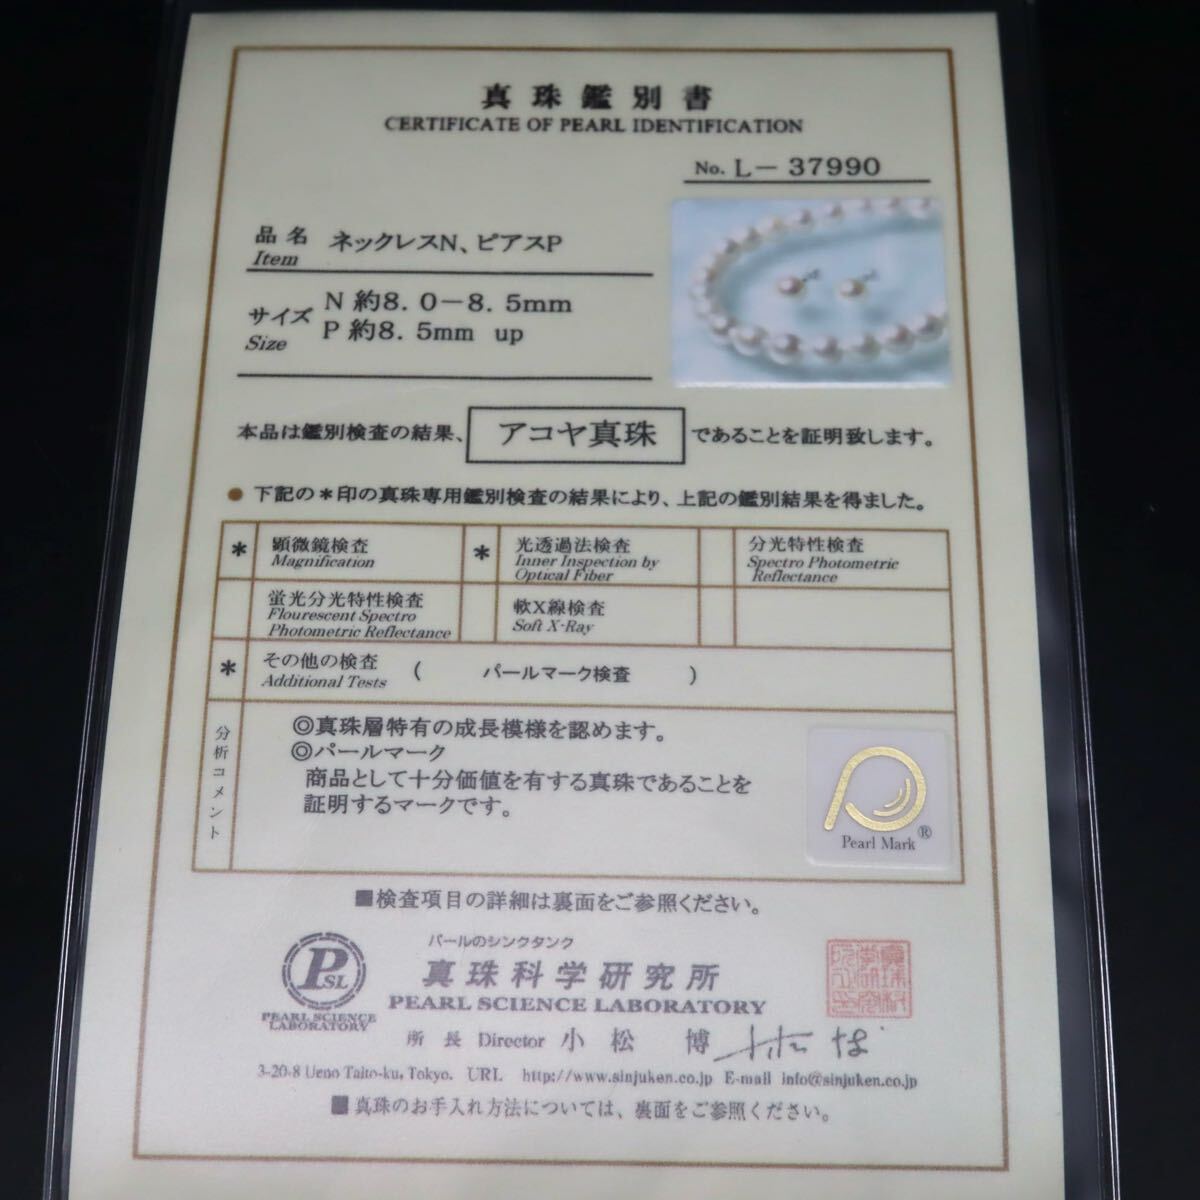 真珠鑑別書
CERTIFICATE OF PEARL IDENTIFICATION
No. L－37990
品名 ネックレスN、ピアスP
Item
サイズ N 約8.0－8.5mm
Size P 約8.5mm up
本品は鑑別検査の結果、 アコヤ真珠 であることを証明致します。
● 下記の＊印の真珠専用鑑別検査の結果により、上記の鑑別結果を得ました。
＊ 顕微鏡検査 ＊ 光透過法検査 分光特性検査
Magnification Inner Inspection by Spectro Photometric
Optical Fiber Reflectance
蛍光分光特性検査 軟X線検査
Flourescent Spectro Soft X-Ray
Photometric Reflectance
＊ その他の検査 ( パールマーク検査 )
Additional Tests
分析コメント
◎真珠層特有の成長模様を認めます。
◎パールマーク
商品として十分価値を有する真珠であることを
証明するマークです。
Pearl Mark ®
■検査項目の詳細は裏面をご参照ください。
パールのシンクタンク
PSL 真珠科学研究所
PEARL SCIENCE LABORATORY
PEARL SCIENCE
LABORATORY
所長 Director 小松 博
3-20-8 Ueno Taito-ku, Tokyo. URL http://www.sinjuken.co.jp E-mail info@sinjuken.co.jp
■真珠のお手入れ方法については、裏面をご参照ください。